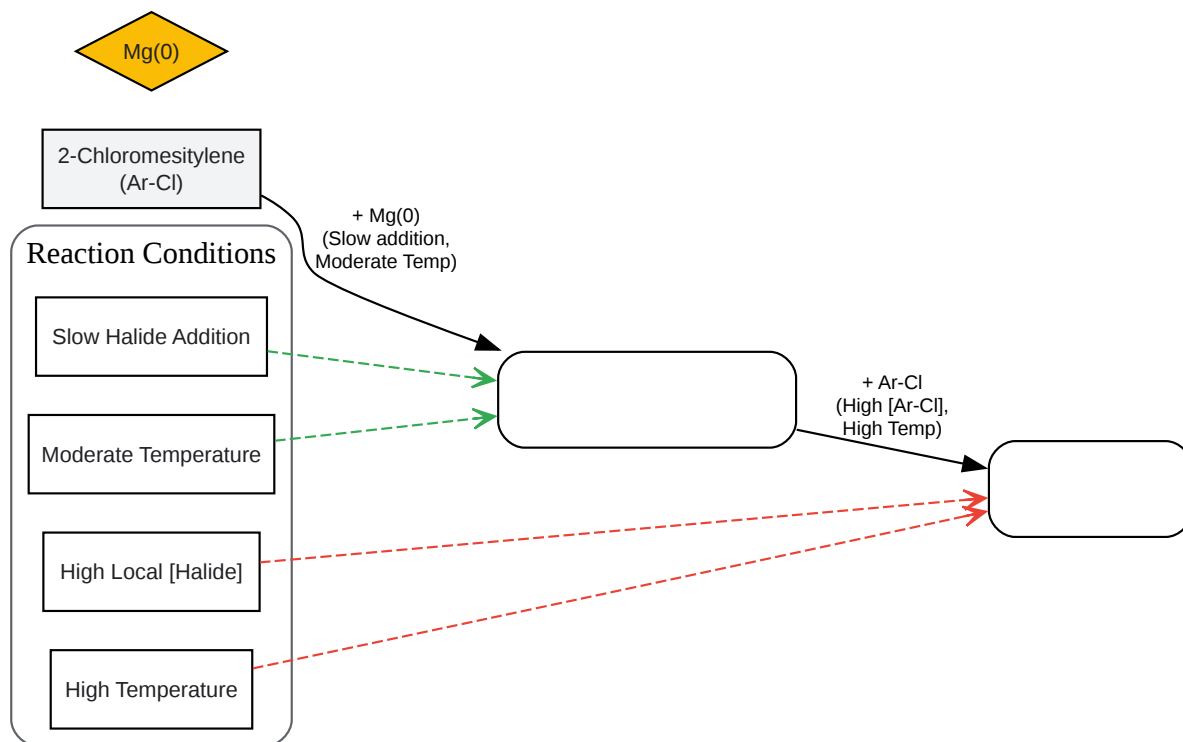 Mg(0)
2-Chloromesitylene
(Ar-Cl)
+ Mg(0)
(Slow addition,
Moderate Temp)
Reaction Conditions
Slow Halide Addition
+ Ar-Cl
(High [Ar-Cl],
High Temp)
Moderate Temperature
High Local [Halide]
High Temperature